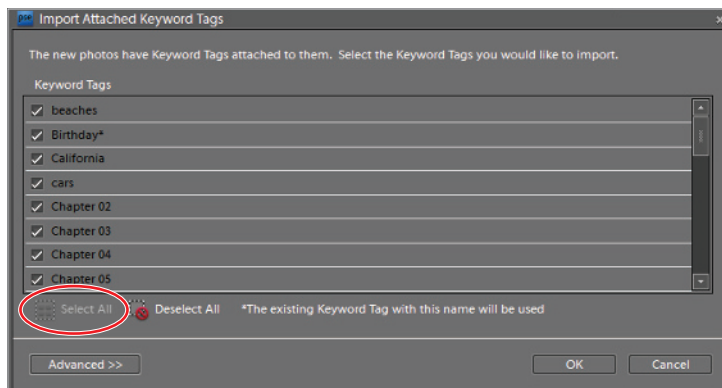 pse Import Attached Keyword Tags
The new photos have Keyword Tags attached to them. Select the Keyword Tags you would like to import.
Keyword Tags
beaches
Birthday*
California
cars
Chapter 02
Chapter 03
Chapter 04
Chapter 05
Select All Deselect All *The existing Keyword Tag with this name will be used
Advanced >> OK Cancel